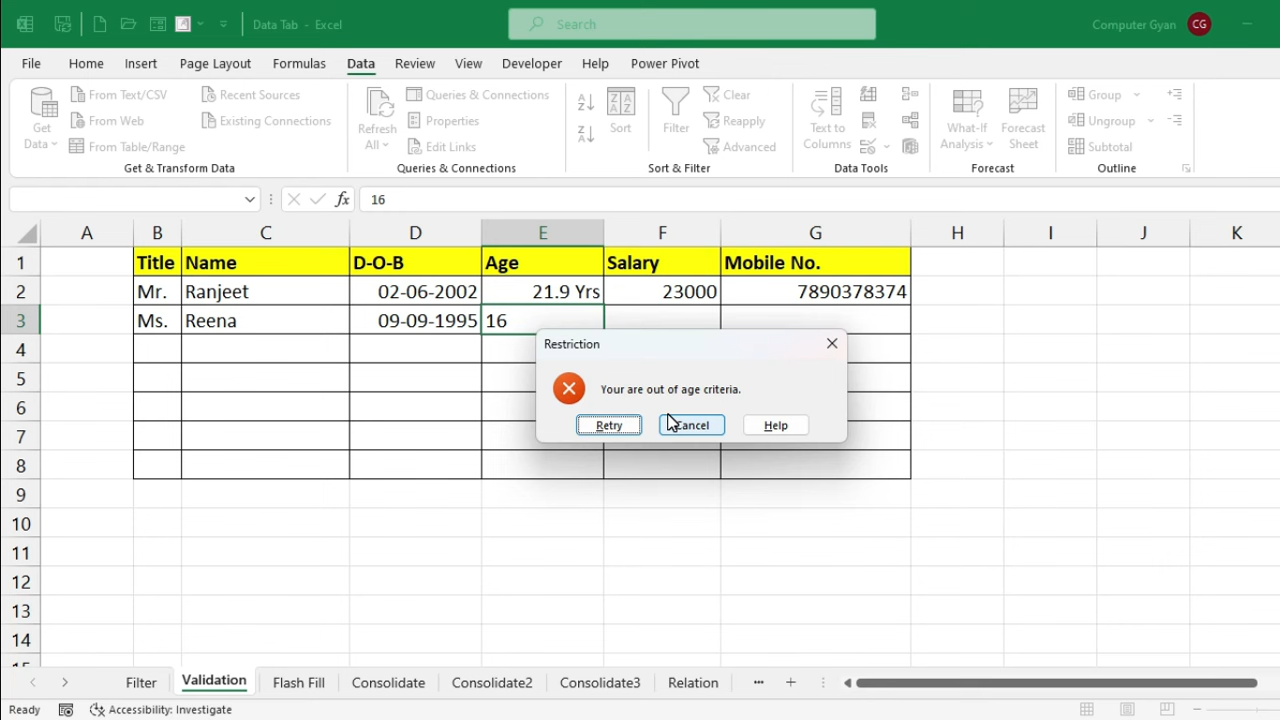 Data Tab - Excel
Search
Computer Gyan CG
File Home Insert Page Layout Formulas Data Review View Developer Help Power Pivot
Get Data
From Text/CSV
From Web
From Table/Range
Recent Sources
Existing Connections
Get & Transform Data
Refresh All
Queries & Connections
Properties
Edit Links
Queries & Connections
Sort
Filter
Clear
Reapply
Advanced
Sort & Filter
Text to Columns
Data Tools
What-If Analysis
Forecast Sheet
Forecast
Group
Ungroup
Subtotal
Outline
fx 16
A B C D E F G H I J K
1 Title Name D-O-B Age Salary Mobile No.
2 Mr. Ranjeet 02-06-2002 21.9 Yrs 23000 7890378374
3 Ms. Reena 09-09-1995 16
4
5
6
7
8
9
10
11
12
13
14
15
Restriction
Your are out of age criteria.
Retry Cancel Help
Filter Validation Flash Fill Consolidate Consolidate2 Consolidate3 Relation ...
Ready Accessibility: Investigate